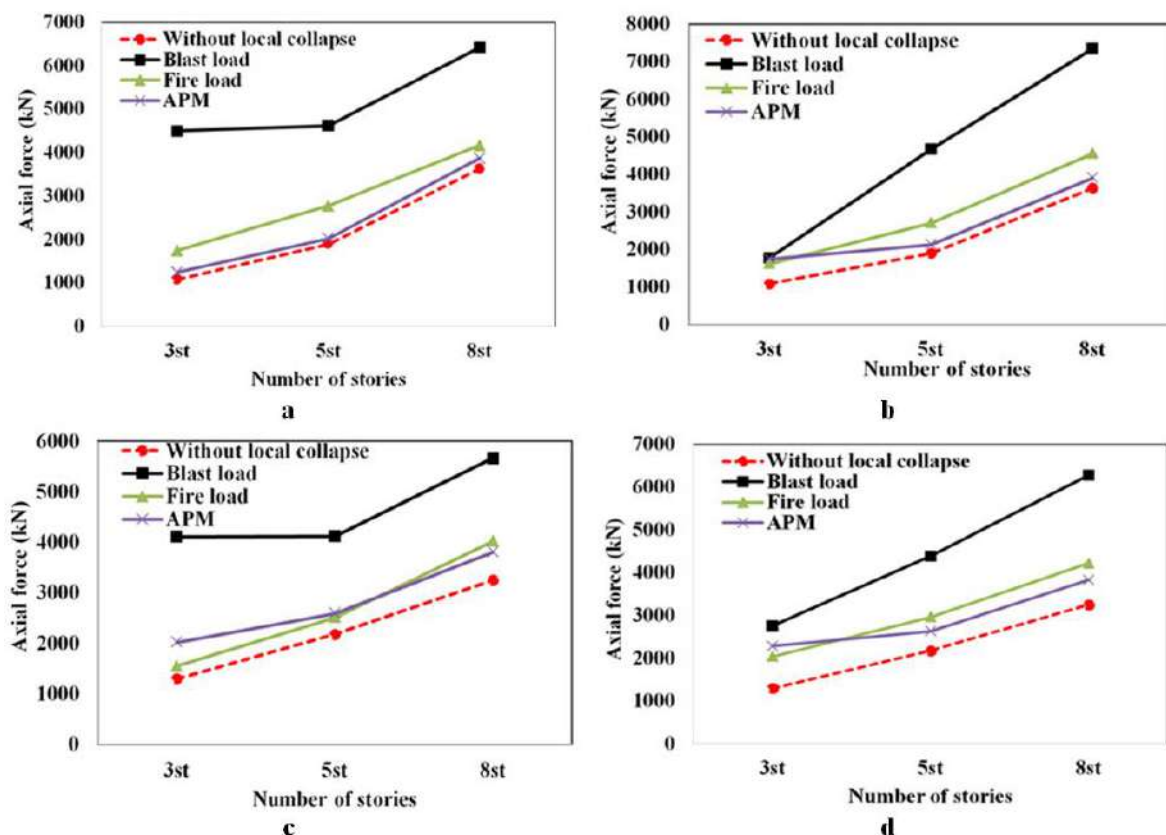 7000
6000
5000
4000
3000
2000
1000
0
Axial force (kN)
Without local collapse
Blast load
Fire load
APM
3st 5st 8st
Number of stories
a
8000
7000
6000
5000
4000
3000
2000
1000
0
Axial force (kN)
Without local collapse
Blast load
Fire load
APM
3st 5st 8st
Number of stories
b
6000
5000
4000
3000
2000
1000
0
Axial force (kN)
Without local collapse
Blast load
Fire load
APM
3st 5st 8st
Number of stories
c
7000
6000
5000
4000
3000
2000
1000
0
Axial force (kN)
Without local collapse
Blast load
Fire load
APM
3st 5st 8st
Number of stories
d